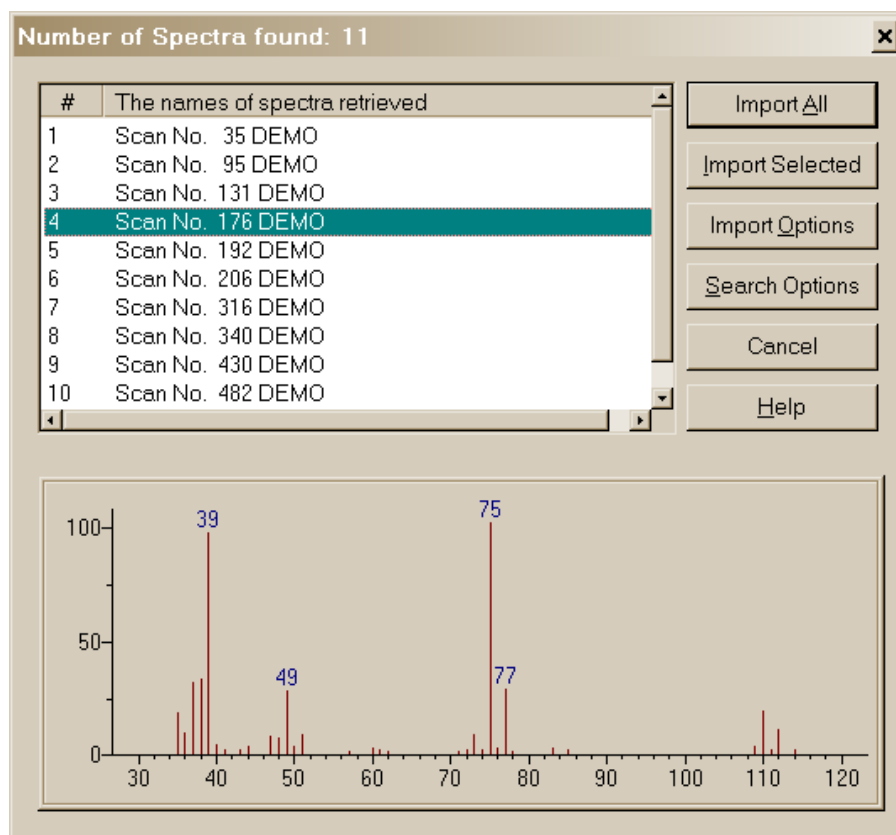 Number of Spectra found: 11
# The names of spectra retrieved
1 Scan No. 35 DEMO
2 Scan No. 95 DEMO
3 Scan No. 131 DEMO
4 Scan No. 176 DEMO
5 Scan No. 192 DEMO
6 Scan No. 206 DEMO
7 Scan No. 316 DEMO
8 Scan No. 340 DEMO
9 Scan No. 430 DEMO
10 Scan No. 482 DEMO
Import All
Import Selected
Import Options
Search Options
Cancel
Help
100
50
0
39
49
75
77
30 40 50 60 70 80 90 100 110 120